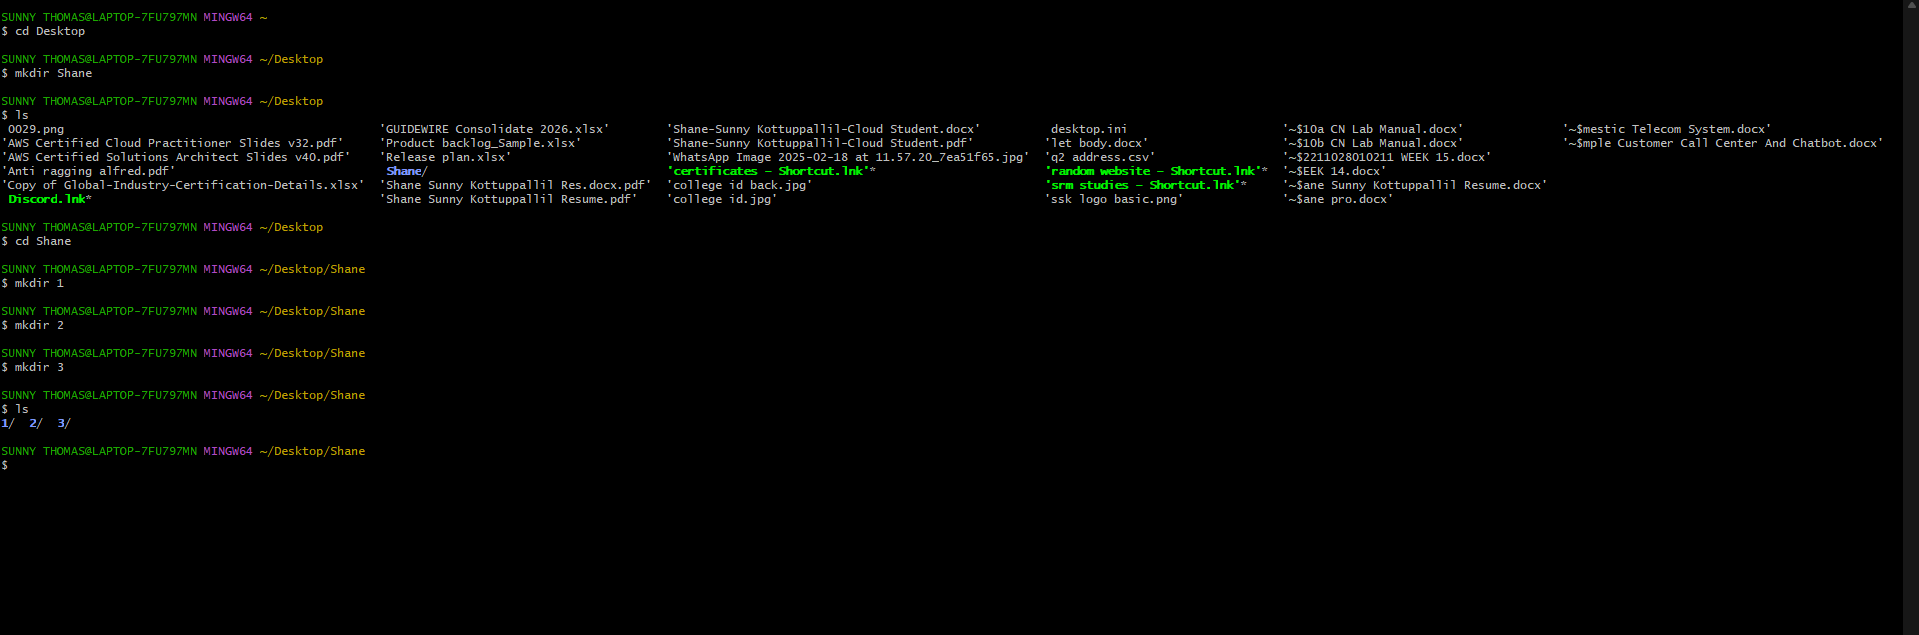 SUNNY THOMAS@LAPTOP-7FU797MN MINGW64 ~
$ cd Desktop
SUNNY THOMAS@LAPTOP-7FU797MN MINGW64 ~/Desktop
$ mkdir Shane
SUNNY THOMAS@LAPTOP-7FU797MN MINGW64 ~/Desktop
$ ls
0029.png 'GUIDEWIRE Consolidate 2026.xlsx' 'Shane-Sunny Kottuppallil-Cloud Student.docx' desktop.ini '~$10a CN Lab Manual.docx' '~$mestic Telecom System.docx'
'AWS Certified Cloud Practitioner Slides v32.pdf' 'Product backlog_Sample.xlsx' 'Shane-Sunny Kottuppallil-Cloud Student.pdf' 'let body.docx' '~$10b CN Lab Manual.docx' '~$mple Customer Call Center And Chatbot.docx'
'AWS Certified Solutions Architect Slides v40.pdf' 'Release plan.xlsx' 'WhatsApp Image 2025-02-18 at 11.57.20_7ea51f65.jpg' 'q2 address.csv' '~$2211028010211 WEEK 15.docx'
'Anti ragging alfred.pdf' Shane/ 'certificates - Shortcut.lnk'* 'random website - Shortcut.lnk'* '~$EEK 14.docx'
'Copy of Global-Industry-Certification-Details.xlsx' 'Shane Sunny Kottuppallil Res.docx.pdf' 'college id back.jpg' 'srm studies - Shortcut.lnk'* '~$ane Sunny Kottuppallil Resume.docx'
Discord.lnk* 'Shane Sunny Kottuppallil Resume.pdf' 'college id.jpg' 'ssk logo basic.png' '~$ane pro.docx'
SUNNY THOMAS@LAPTOP-7FU797MN MINGW64 ~/Desktop
$ cd Shane
SUNNY THOMAS@LAPTOP-7FU797MN MINGW64 ~/Desktop/Shane
$ mkdir 1
SUNNY THOMAS@LAPTOP-7FU797MN MINGW64 ~/Desktop/Shane
$ mkdir 2
SUNNY THOMAS@LAPTOP-7FU797MN MINGW64 ~/Desktop/Shane
$ mkdir 3
SUNNY THOMAS@LAPTOP-7FU797MN MINGW64 ~/Desktop/Shane
$ ls
1/ 2/ 3/
SUNNY THOMAS@LAPTOP-7FU797MN MINGW64 ~/Desktop/Shane
$